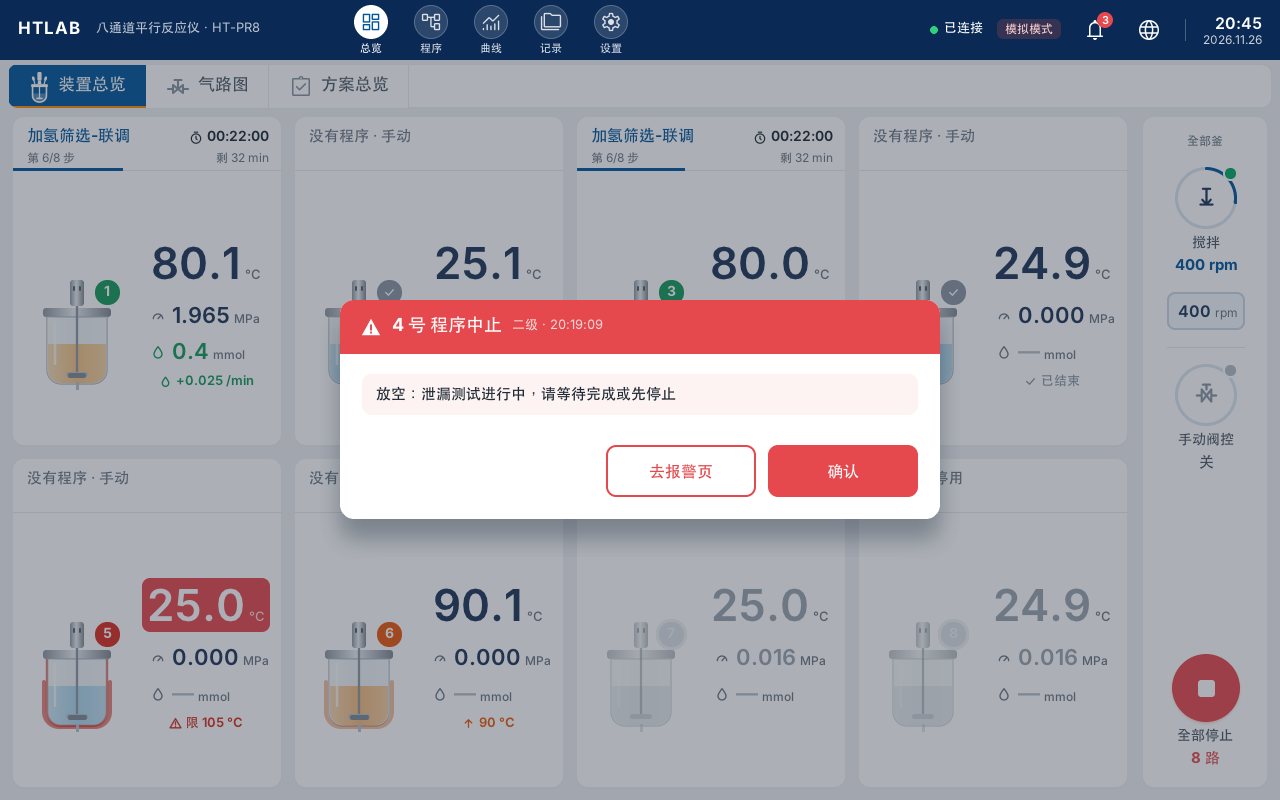 HTLAB 八通道平行反应仪 · HT-PR8
总览 程序 曲线 记录 设置
已连接 模拟模式 3 20:45
2026.11.26
装置总览 气路图 方案总览
加氢筛选-联调 00:22:00
第 6/8 步 剩 32 min
80.1 °C
1
1.965 MPa
0.4 mmol
+0.025 /min
没有程序 · 手动
25.1 °C
加氢筛选-联调 00:22:00
第 6/8 步 剩 32 min
80.0 °C
3
没有程序 · 手动
24.9 °C
0.000 MPa
— mmol
已结束
4 号 程序中止 二级 · 20:19:09
放空：泄漏测试进行中，请等待完成或先停止
去报警页 确认
没有程序 · 手动
25.0 °C
5
0.000 MPa
— mmol
限 105 °C
没有
90.1 °C
6
0.000 MPa
— mmol
90 °C
25.0 °C
7
0.016 MPa
— mmol
停用
24.9 °C
8
0.016 MPa
— mmol
全部釜
搅拌
400 rpm
400 rpm
手动阀控
关
全部停止
8 路